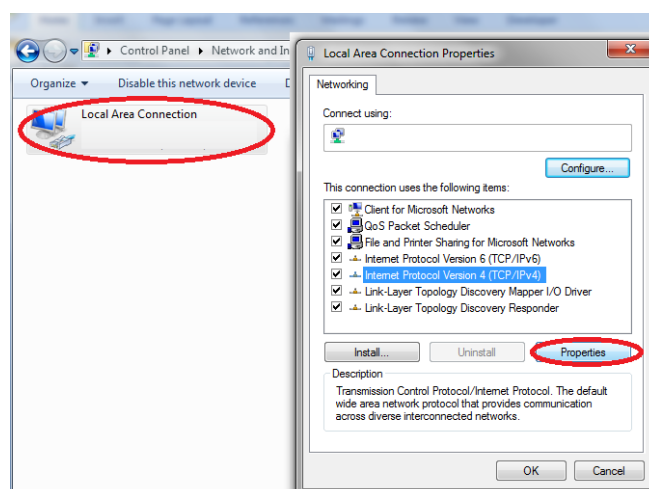 Control Panel ▸ Network and In
Organize ▾ Disable this network device
Local Area Connection
Local Area Connection Properties
Networking
Connect using:
Configure...
This connection uses the following items:
Client for Microsoft Networks
QoS Packet Scheduler
File and Printer Sharing for Microsoft Networks
Internet Protocol Version 6 (TCP/IPv6)
Internet Protocol Version 4 (TCP/IPv4)
Link-Layer Topology Discovery Mapper I/O Driver
Link-Layer Topology Discovery Responder
Install... Uninstall Properties
Description
Transmission Control Protocol/Internet Protocol. The default
wide area network protocol that provides communication
across diverse interconnected networks.
OK Cancel